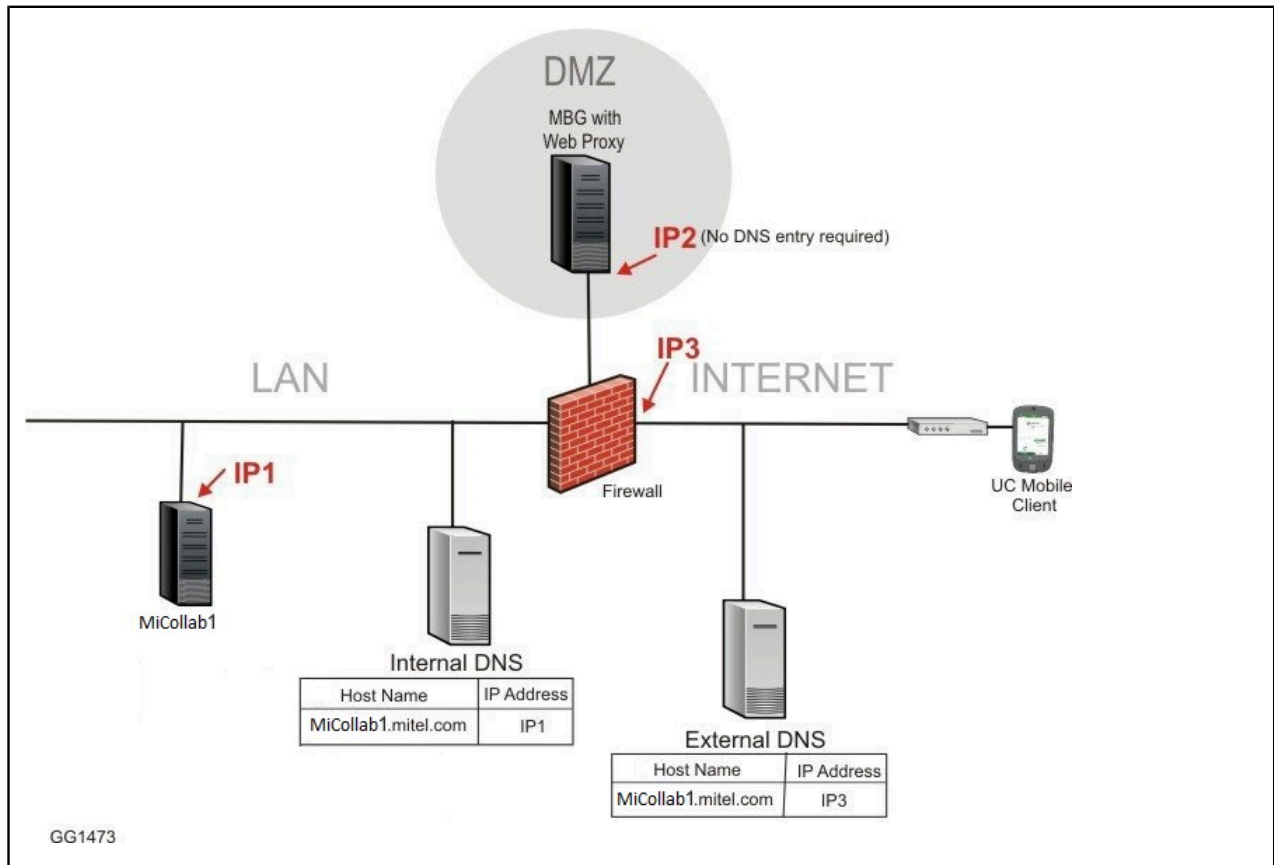 DMZ
MBG with
Web Proxy
IP2 (No DNS entry required)
IP3
LAN
INTERNET
IP1
Firewall
UC Mobile
Client
MiCollab1
Internal DNS
Host Name IP Address
MiCollab1.mitel.com IP1
External DNS
Host Name IP Address
MiCollab1.mitel.com IP3
GG1473